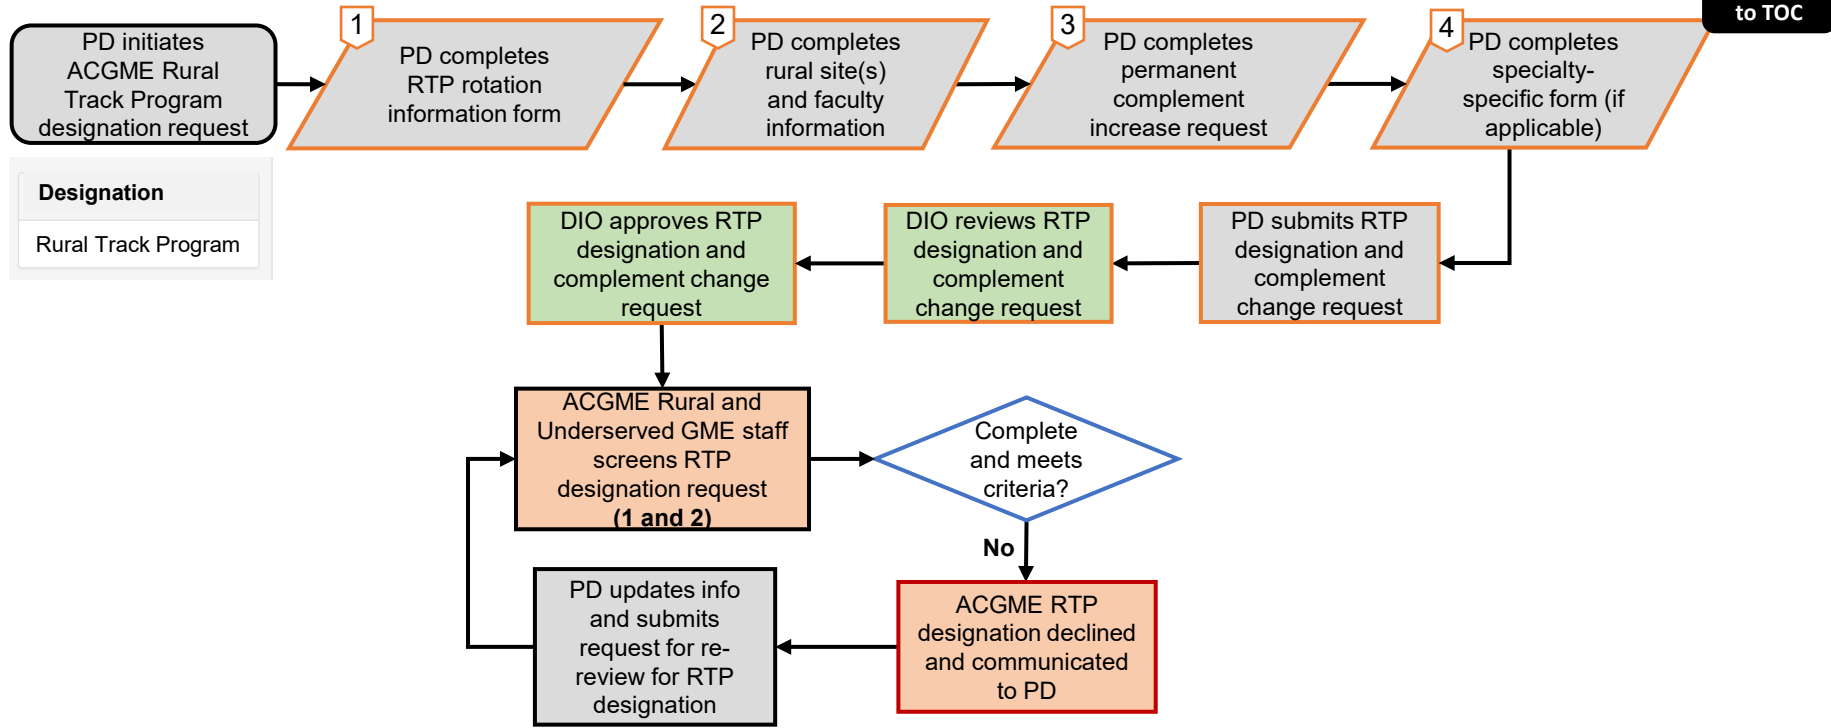 to TOC
PD initiates
ACGME Rural
Track Program
designation request
1
PD completes
RTP rotation
information form
2
PD completes
rural site(s)
and faculty
information
3
PD completes
permanent
complement
increase request
4
PD completes
specialty-
specific form (if
applicable)
Designation
Rural Track Program
PD submits RTP
designation and
complement
change request
DIO reviews RTP
designation and
complement
change request
DIO approves RTP
designation and
complement change
request
ACGME Rural and
Underserved GME staff
screens RTP
designation request
(1 and 2)
Complete
and meets
criteria?
No
ACGME RTP
designation declined
and communicated
to PD
PD updates info
and submits
request for re-
review for RTP
designation